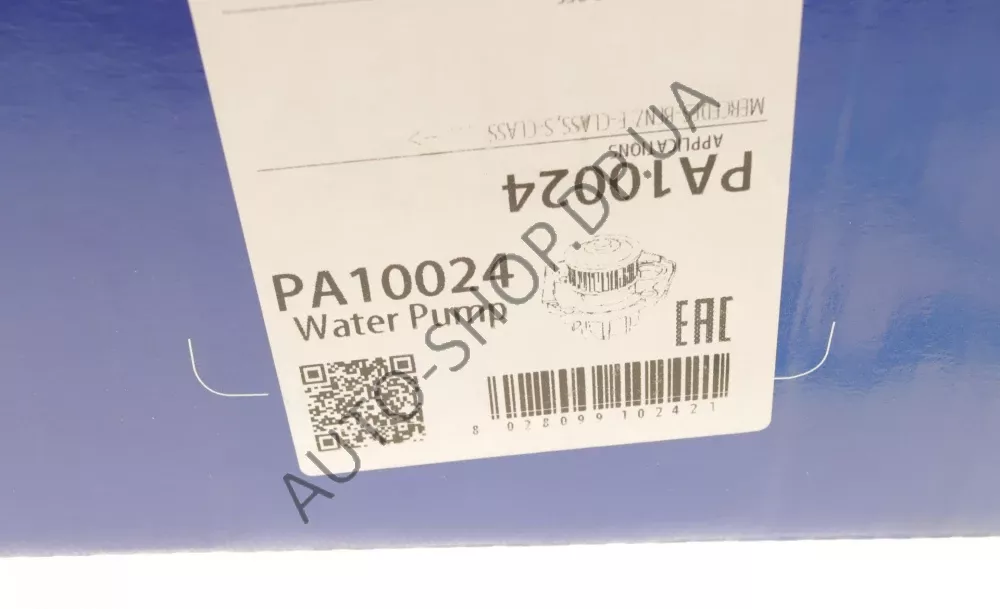 MERCEDES-BENZ E-CLASS, S-CLASS ... -->
APPLICATIONS
PA10024
PA10024
Water Pump
EAC
8 028099 102421
AUTO-SHOP.DP.UA